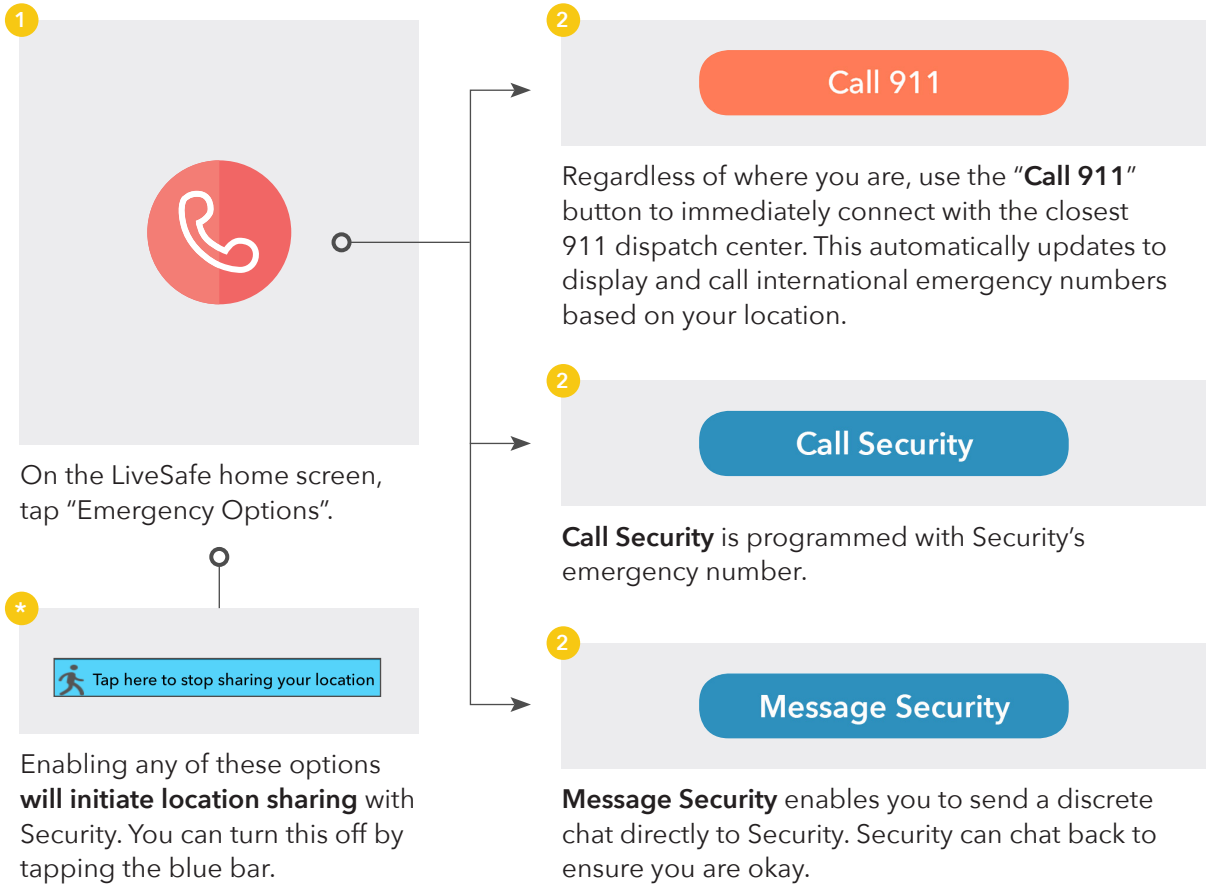 1
On the LiveSafe home screen,
tap “Emergency Options”.
*
Tap here to stop sharing your location
Enabling any of these options
will initiate location sharing with
Security. You can turn this off by
tapping the blue bar.
2
Call 911
Regardless of where you are, use the “Call 911”
button to immediately connect with the closest
911 dispatch center. This automatically updates to
display and call international emergency numbers
based on your location.
2
Call Security
Call Security is programmed with Security’s
emergency number.
2
Message Security
Message Security enables you to send a discrete
chat directly to Security. Security can chat back to
ensure you are okay.